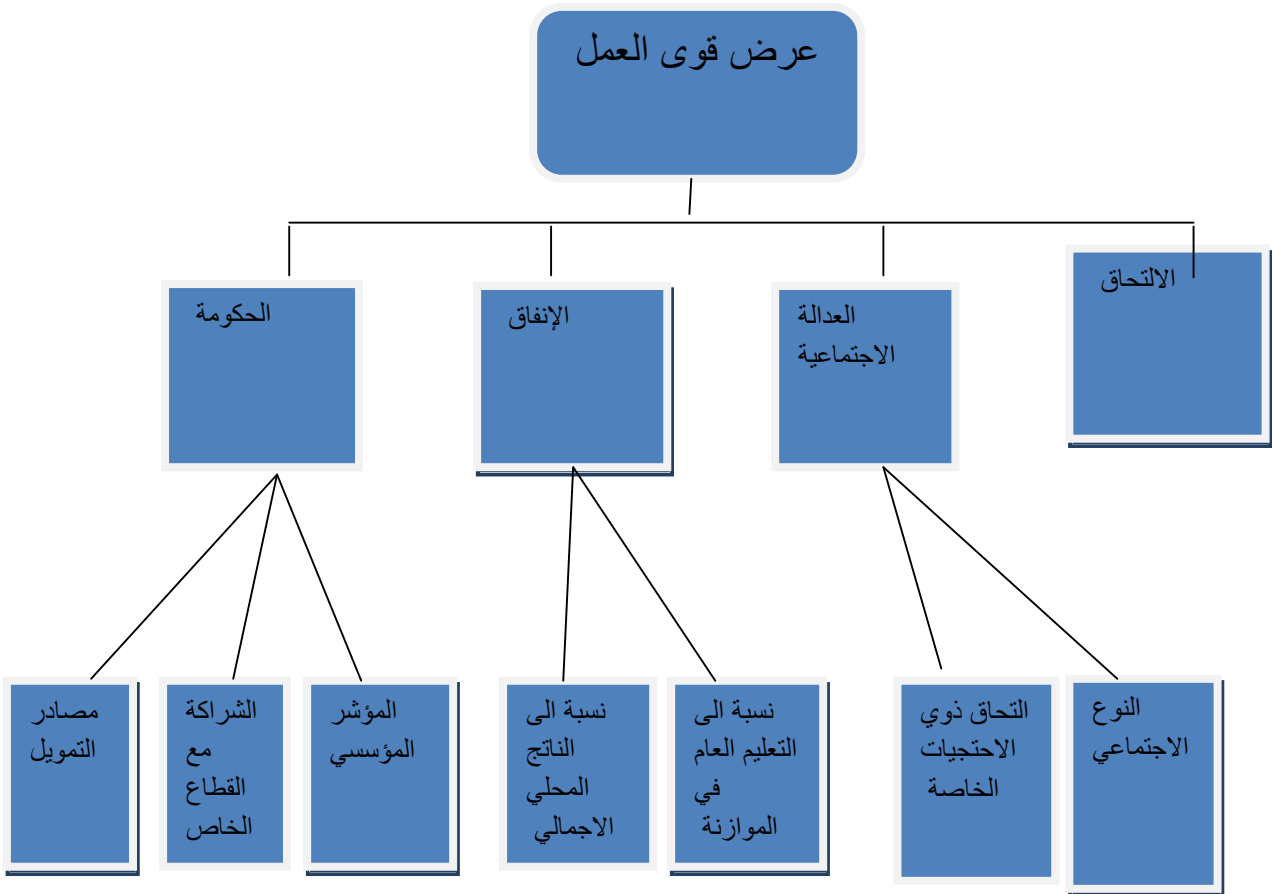 عرض قوى العمل
الالتحاق
العدالة
الاجتماعية
الإنفاق
الحكومة
النوع
الاجتماعي
التحاق ذوي
الاحتجيات
الخاصة
نسبة الى
التعليم العام
في
الموازنة
نسبة الى
الناتج
المحلي
الاجمالي
المؤشر
المؤسسي
الشراكة
مع
القطاع
الخاص
مصادر
التمويل